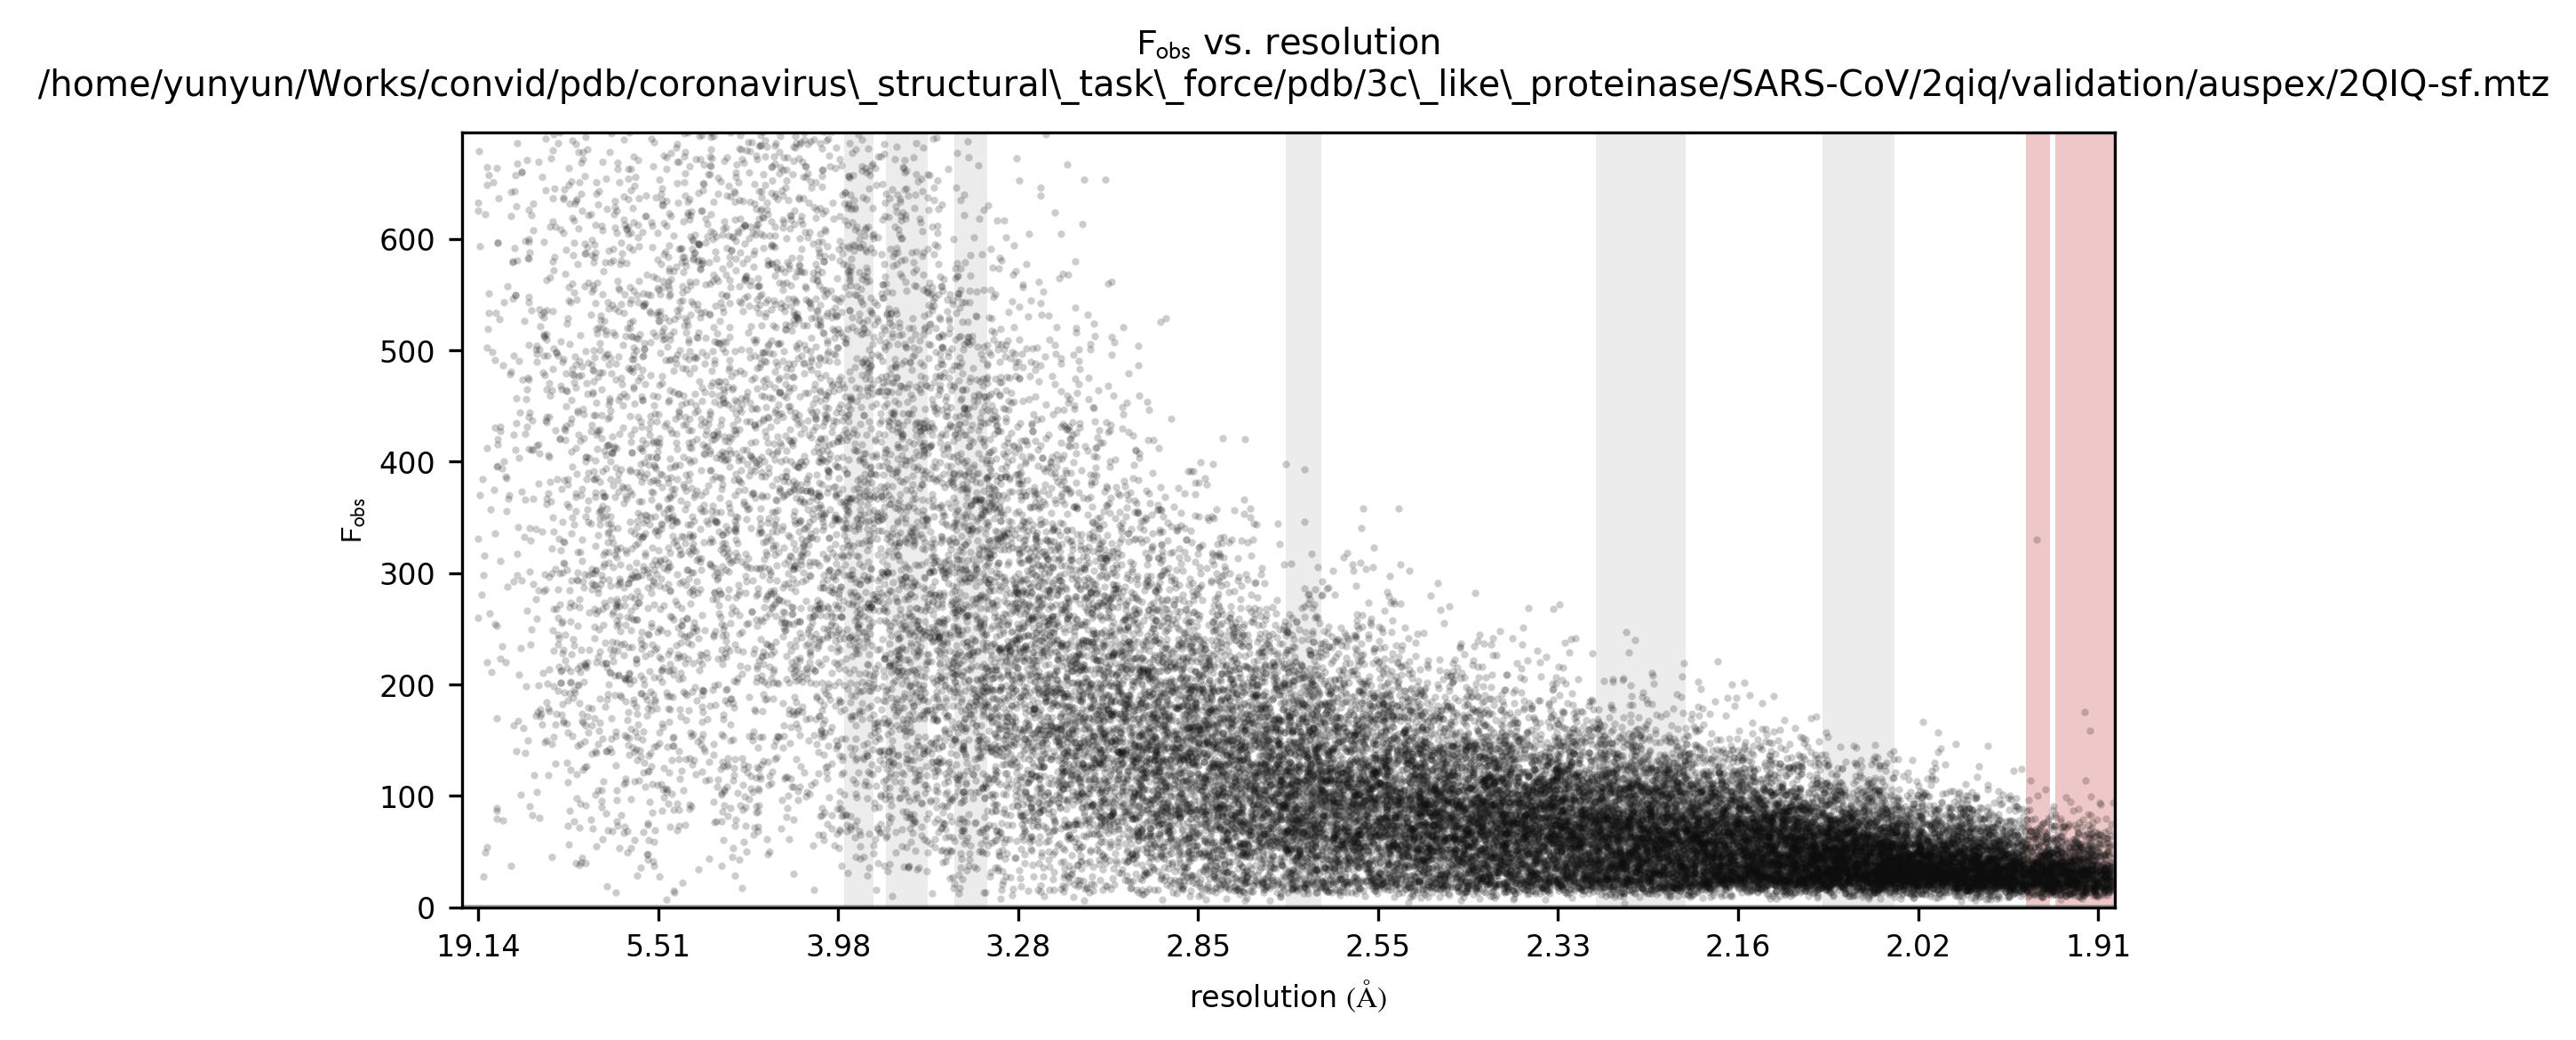 Fobs vs. resolution
/home/yunyun/Works/convid/pdb/coronavirus\_structural\_task\_force/pdb/3c\_like\_proteinase/SARS-CoV/2qiq/validation/auspex/2QIQ-sf.mtz
600
500
400
300
200
100
0
Fobs
19.14 5.51 3.98 3.28 2.85 2.55 2.33 2.16 2.02 1.91
resolution (Å)